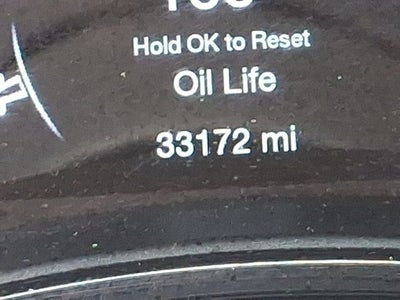 Hold OK to Reset
Oil Life
33172 mi